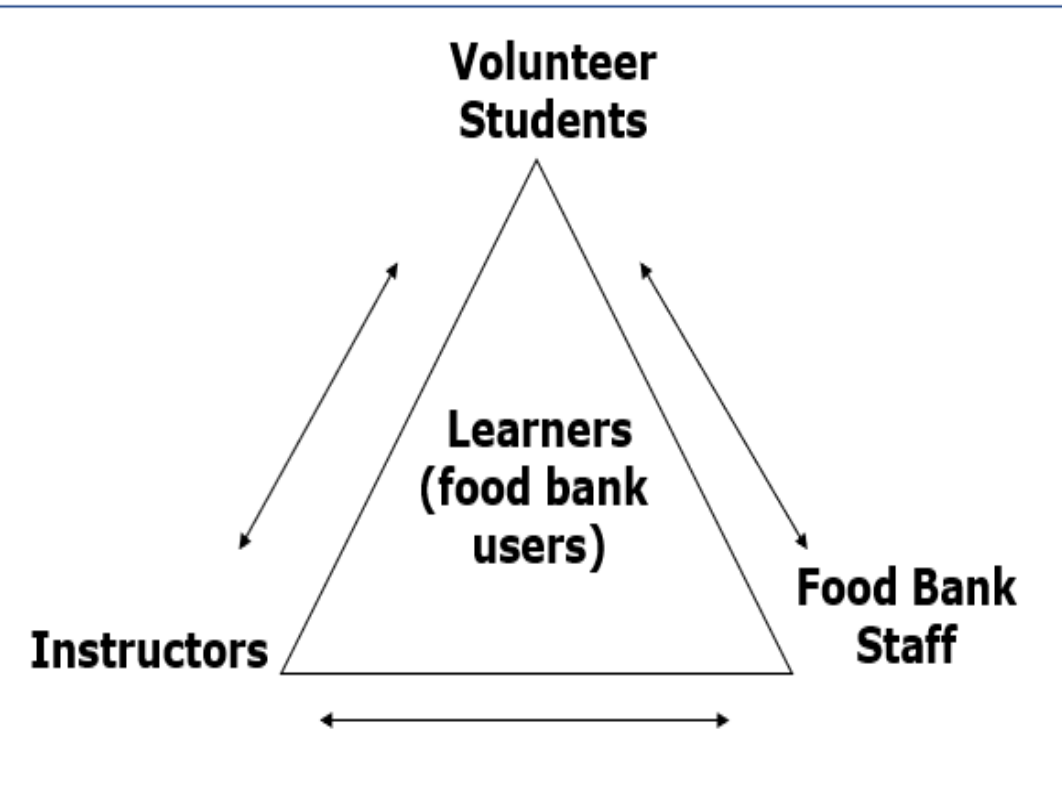 Volunteer
Students
Learners
(food bank
users)
Food Bank
Staff
Instructors